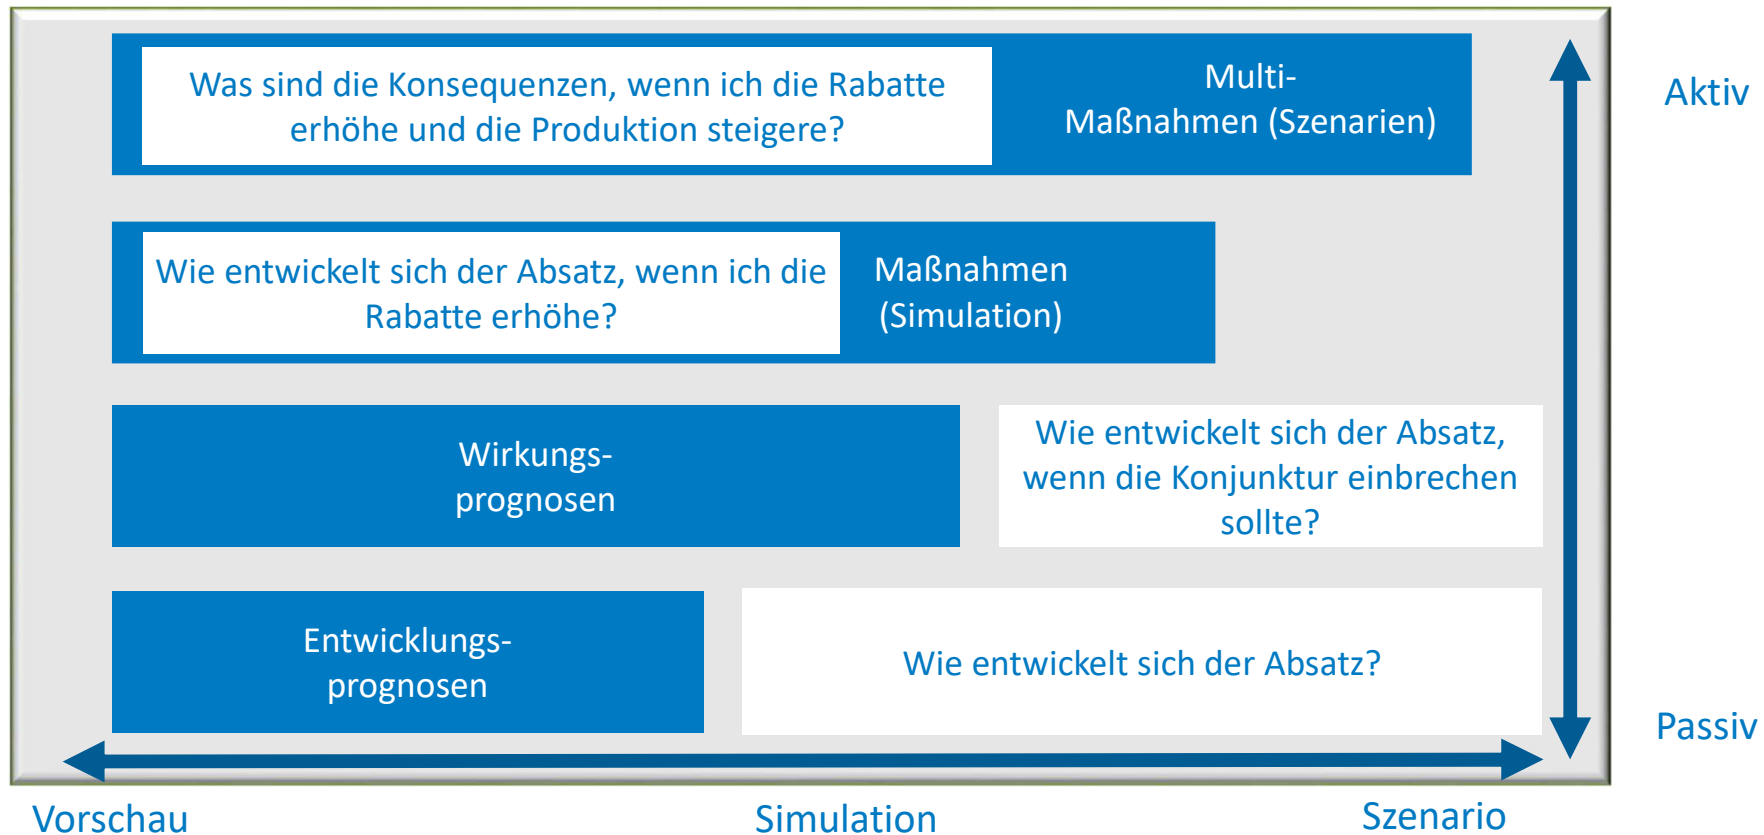 Was sind die Konsequenzen, wenn ich die Rabatte
erhöhe und die Produktion steigere?
Multi-
Maßnahmen (Szenarien)
Aktiv
Wie entwickelt sich der Absatz, wenn ich die
Rabatte erhöhe?
Maßnahmen
(Simulation)
Wirkungs-
prognosen
Wie entwickelt sich der Absatz,
wenn die Konjunktur einbrechen
sollte?
Entwicklungs-
prognosen
Wie entwickelt sich der Absatz?
Passiv
Vorschau
Simulation
Szenario